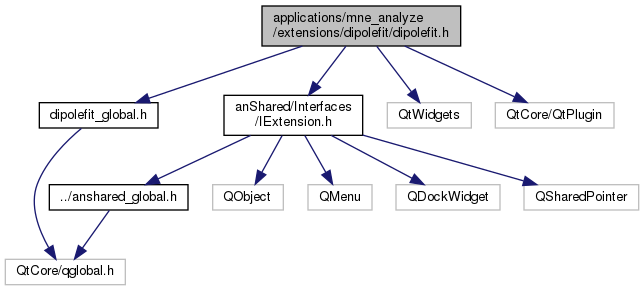 applications/mne_analyze
/extensions/dipolefit/dipolefit.h
dipolefit_global.h
anShared/Interfaces
/IExtension.h
QtWidgets
QtCore/QtPlugin
../anshared_global.h
QObject
QMenu
QDockWidget
QSharedPointer
QtCore/qglobal.h